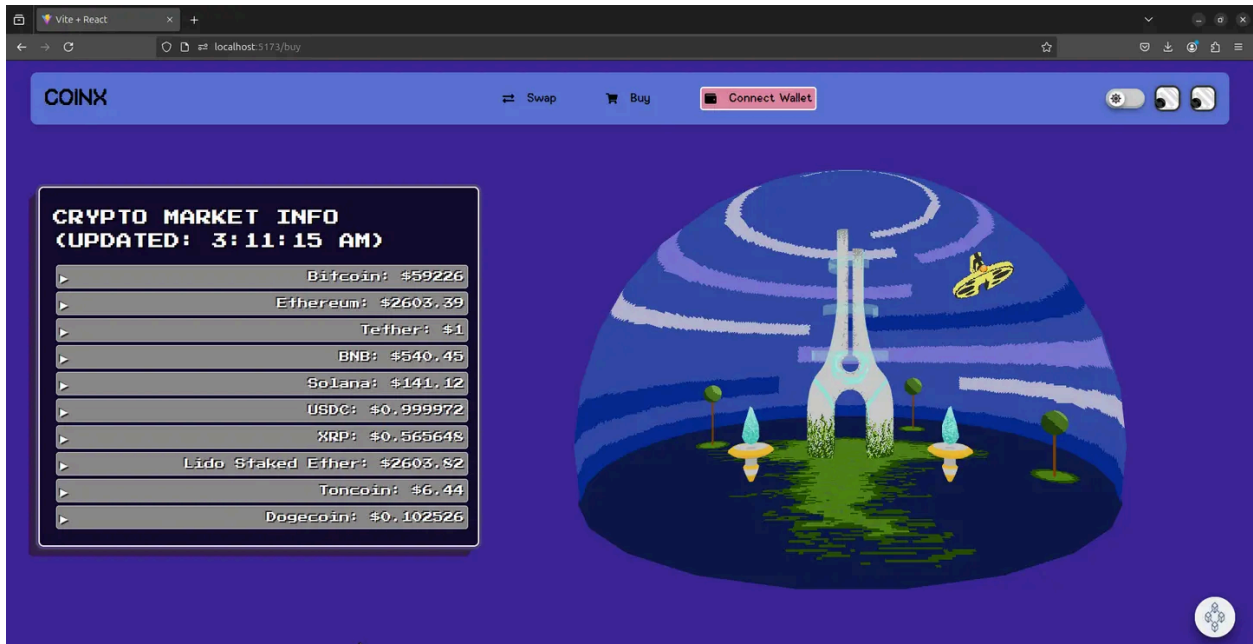 Vite + React
localhost:5173/buy
COINX
Swap
Buy
Connect Wallet
CRYPTO MARKET INFO
(UPDATED: 3:11:15 AM)
Bitcoin: $59226
Ethereum: $2603.39
Tether: $1
BNB: $540.45
Solana: $141.12
USDC: $0.999972
XRP: $0.565648
Lido Staked Ether: $2603.82
Toncoin: $6.44
Dogecoin: $0.102526